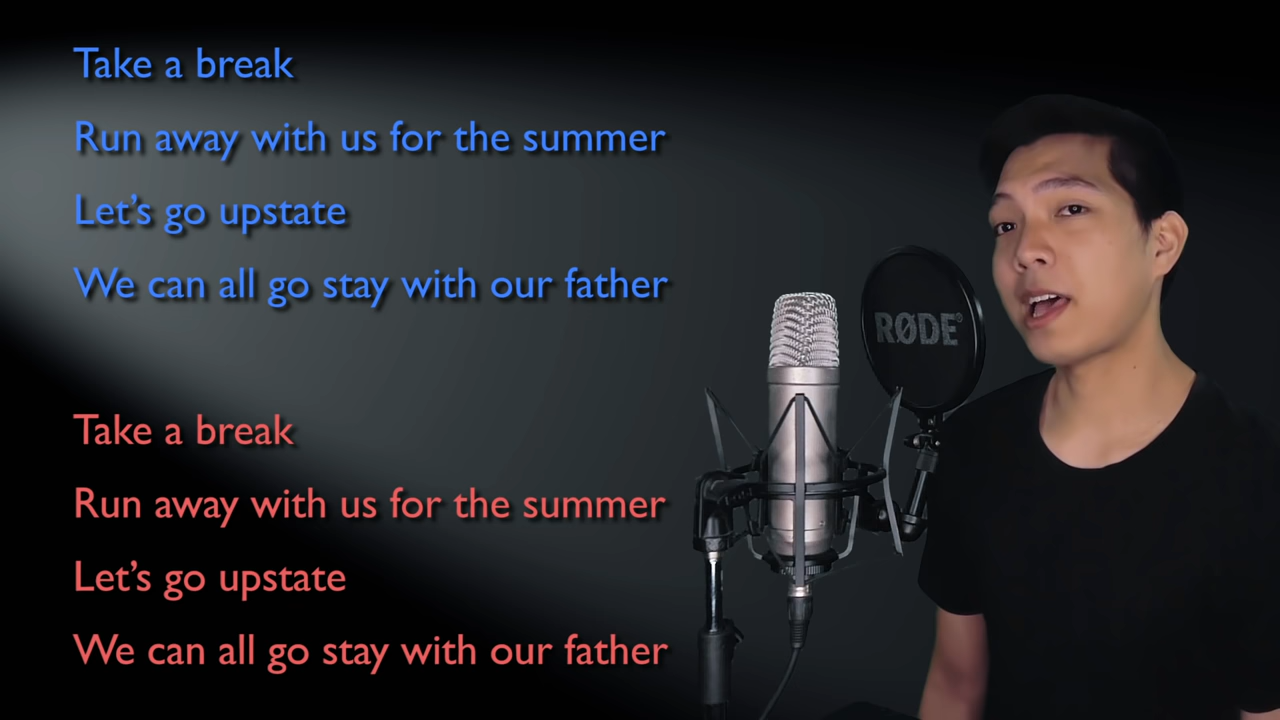 Take a break
Run away with us for the summer
Let's go upstate
We can all go stay with our father
RØDE®
Take a break
Run away with us for the summer
Let's go upstate
We can all go stay with our father